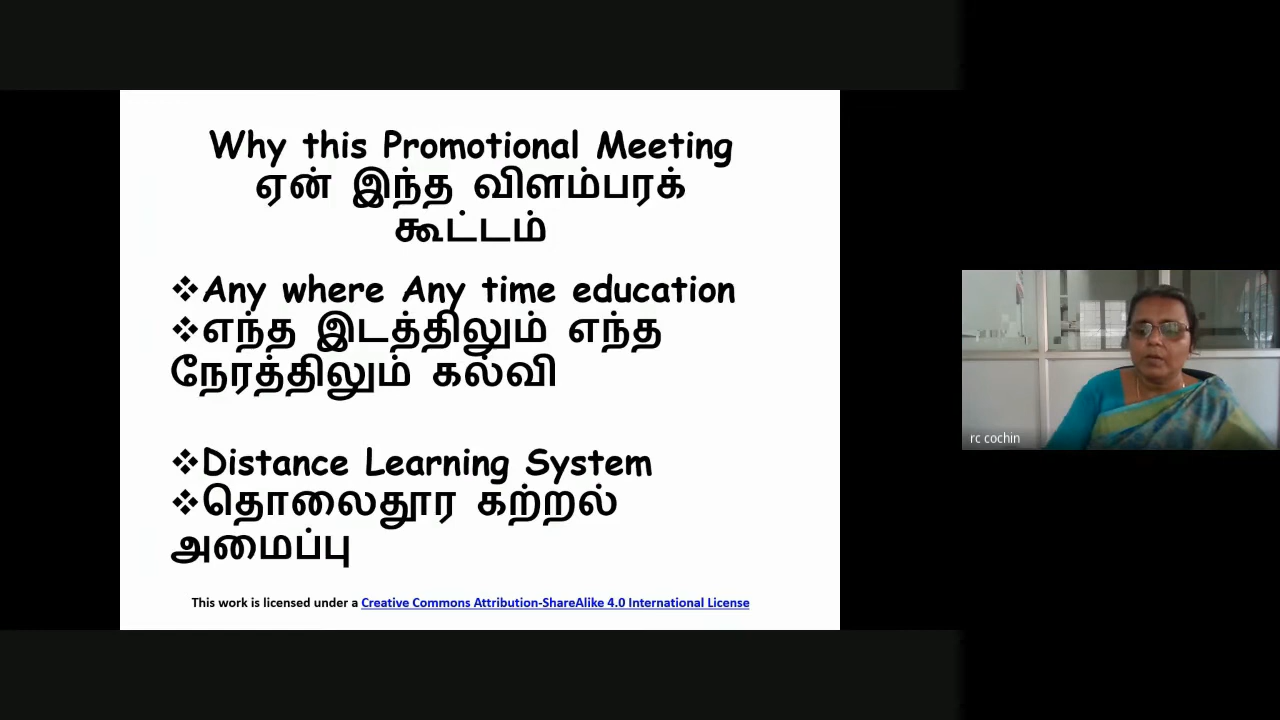 Why this Promotional Meeting
ஏன் இந்த விளம்பரக்
கூட்டம்
❖Any where Any time education
❖எந்த இடத்திலும் எந்த
நேரத்திலும் கல்வி
❖Distance Learning System
❖தொலைதூர கற்றல்
அமைப்பு
This work is licensed under a Creative Commons Attribution-ShareAlike 4.0 International License
rc cochin